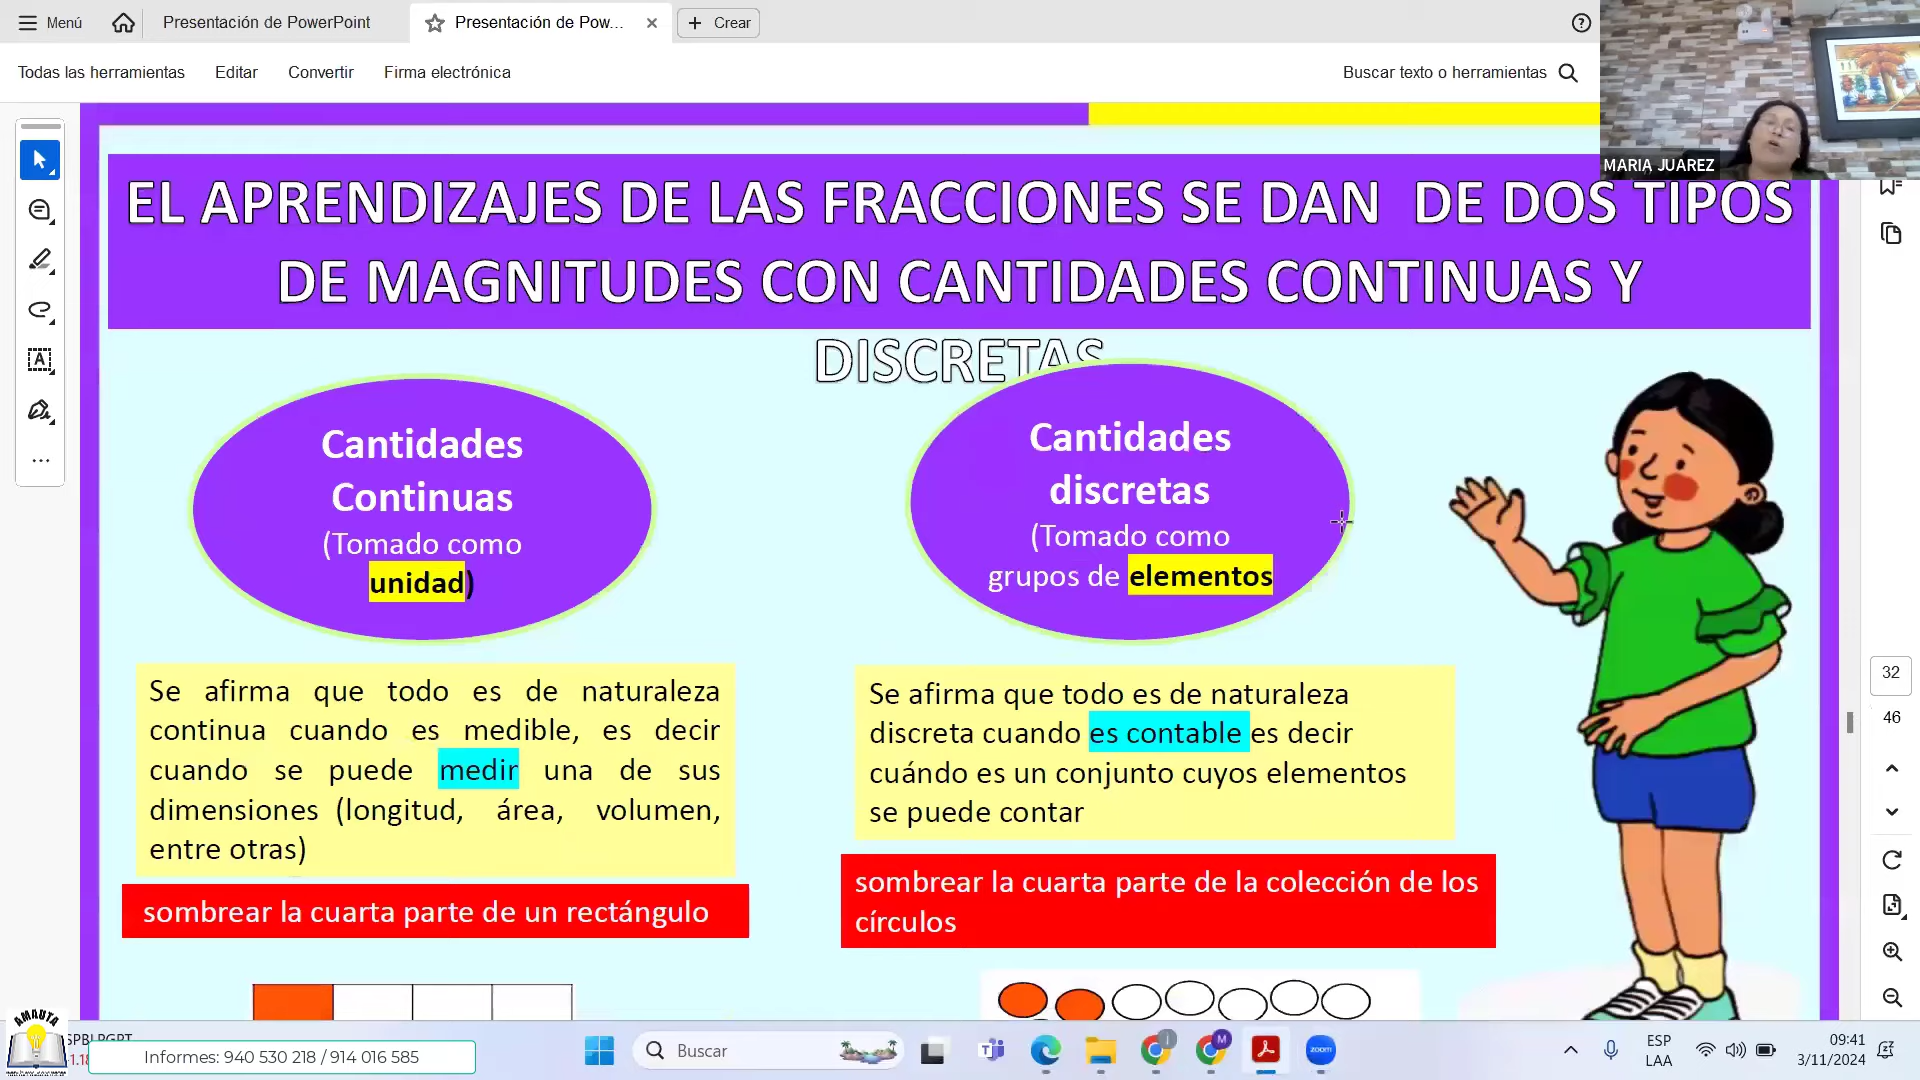 Menú
Presentación de PowerPoint
Presentación de Pow...
Crear
Todas las herramientas
Editar
Convertir
Firma electrónica
Buscar texto o herramientas
MARIA JUAREZ
EL APRENDIZAJES DE LAS FRACCIONES SE DAN DE DOS TIPOS
DE MAGNITUDES CON CANTIDADES CONTINUAS Y
DISCRETAS
Cantidades
Continuas
(Tomado como
unidad)
Cantidades
discretas
(Tomado como
grupos de elementos
Se afirma que todo es de naturaleza
continua cuando es medible, es decir
cuando se puede medir una de sus
dimensiones (longitud, área, volumen,
entre otras)
Se afirma que todo es de naturaleza
discreta cuando es contable es decir
cuándo es un conjunto cuyos elementos
se puede contar
sombrear la cuarta parte de un rectángulo
sombrear la cuarta parte de la colección de los
círculos
32
46
AMAUTA
Informes: 940 530 218 / 914 016 585
Buscar
zoom
ESP
LAA
09:41
3/11/2024